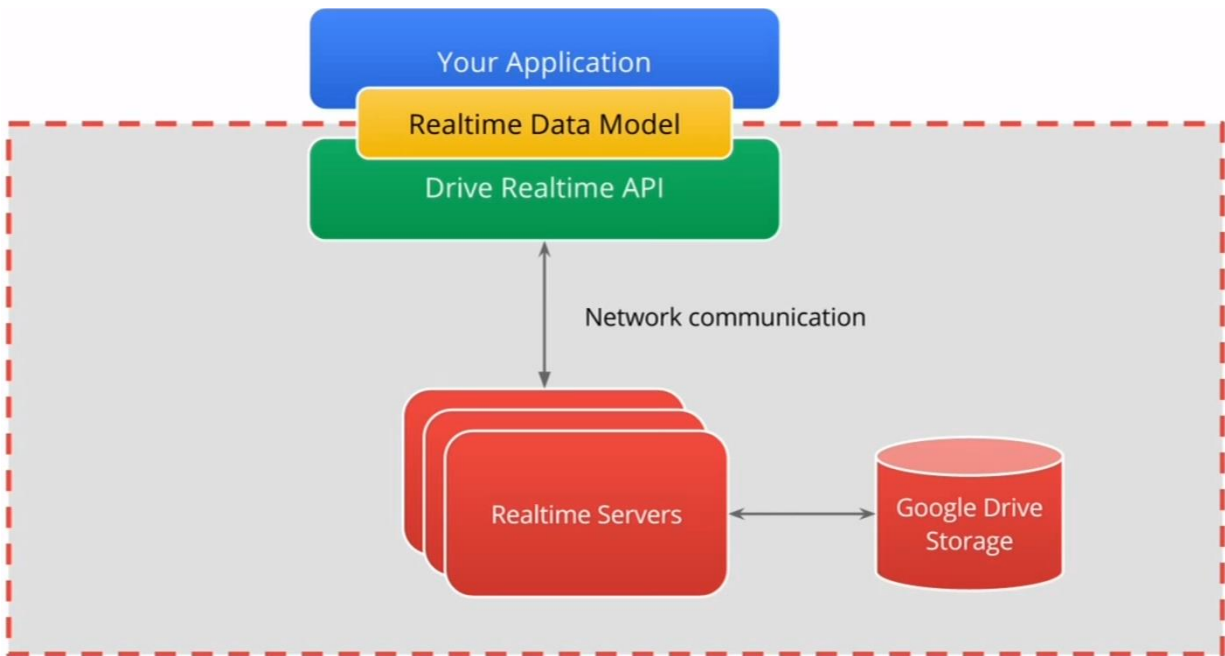 Your Application
Realtime Data Model
Drive Realtime API
Network communication
Realtime Servers
Google Drive
Storage